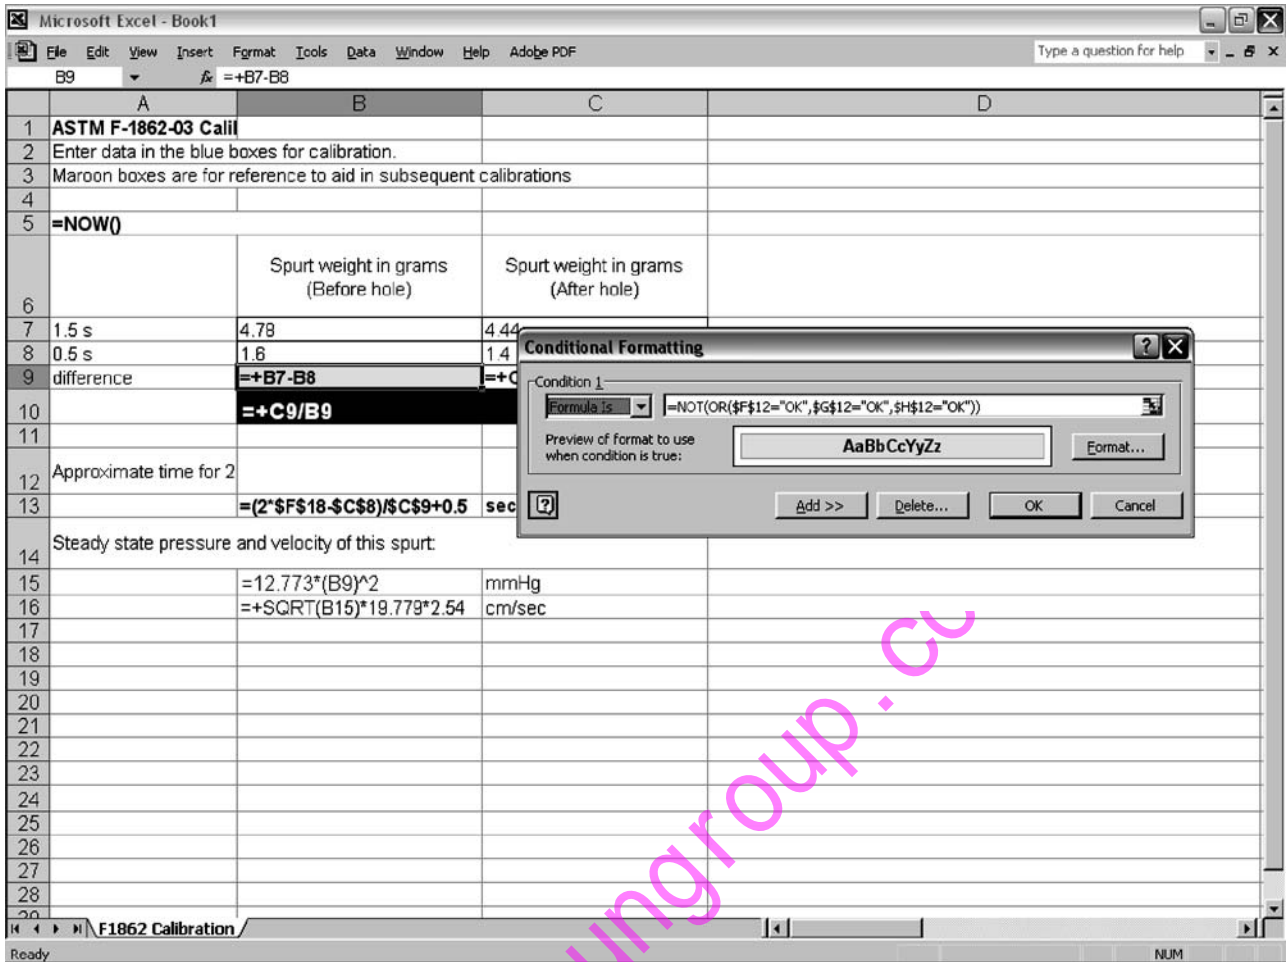 Microsoft Excel - Book1
File Edit View Insert Format Tools Data Window Help Adobe PDF
Type a question for help
B9 fx =+B7-B8
A B C D
1 ASTM F-1862-03 Cali
2 Enter data in the blue boxes for calibration.
3 Maroon boxes are for reference to aid in subsequent calibrations
4
5 =NOW()
6 Spurt weight in grams (Before hole) Spurt weight in grams (After hole)
7 1.5 s 4.78 4.44
8 0.5 s 1.6 1.4
9 difference =+B7-B8 =+C
10 =+C9/B9
11
12 Approximate time for 2
13 =(2*$F$18-$C$8)/$C$9+0.5 sec
14 Steady state pressure and velocity of this spurt:
15 =12.773*(B9)^2 mmHg
16 =+SQRT(B15)*19.779*2.54 cm/sec
17
18
19
20
21
22
23
24
25
26
27
28
29
Conditional Formatting
Condition 1
Formula Is =NOT(OR($F$12="OK",$G$12="OK",$H$12="OK"))
Preview of format to use
when condition is true:
AaBbCcYyZz
Format...
Add >> Delete... OK Cancel
F1862 Calibration
Ready NUM